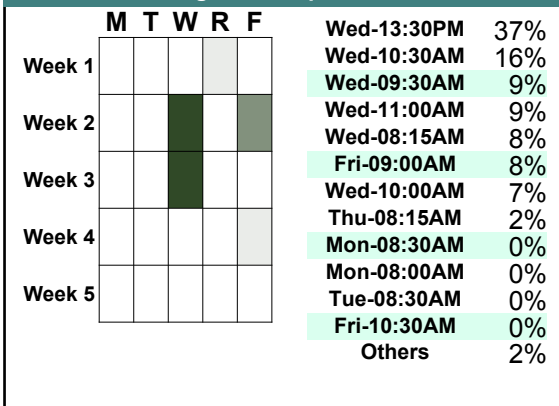 M T W R F
Week 1
Week 2
Week 3
Week 4
Week 5
Wed-13:30PM 37%
Wed-10:30AM 16%
Wed-09:30AM 9%
Wed-11:00AM 9%
Wed-08:15AM 8%
Fri-09:00AM 8%
Wed-10:00AM 7%
Thu-08:15AM 2%
Mon-08:30AM 0%
Mon-08:00AM 0%
Tue-08:30AM 0%
Fri-10:30AM 0%
Others 2%